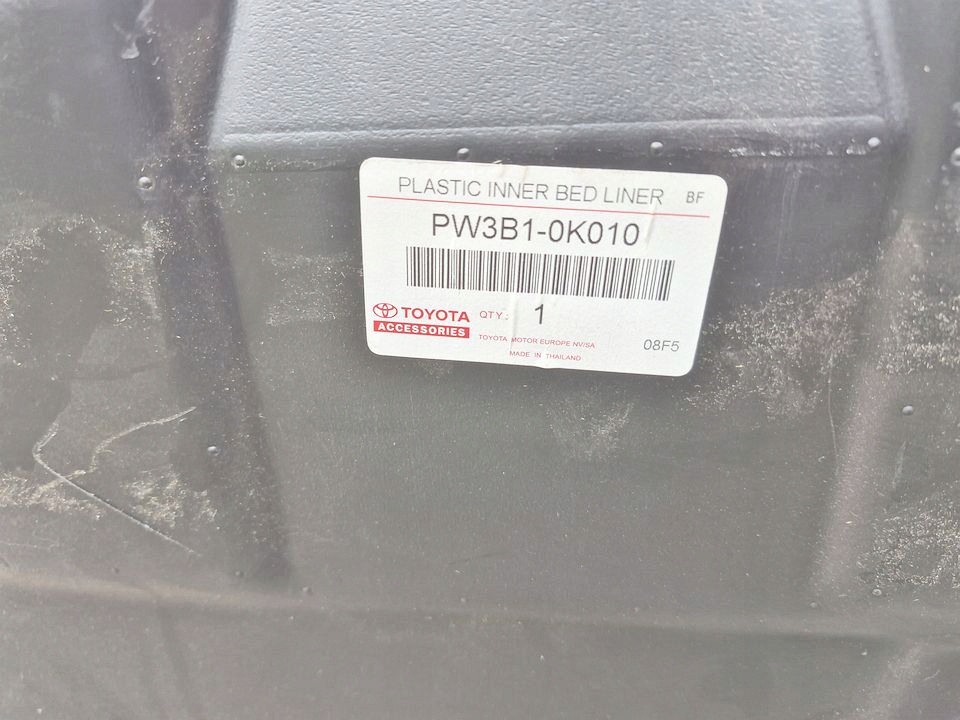 PLASTIC INNER BED LINER BF
PW3B1-0K010
TOYOTA QTY.: 1
ACCESSORIES
TOYOTA MOTOR EUROPE NV/SA 08F5
MADE IN THAILAND